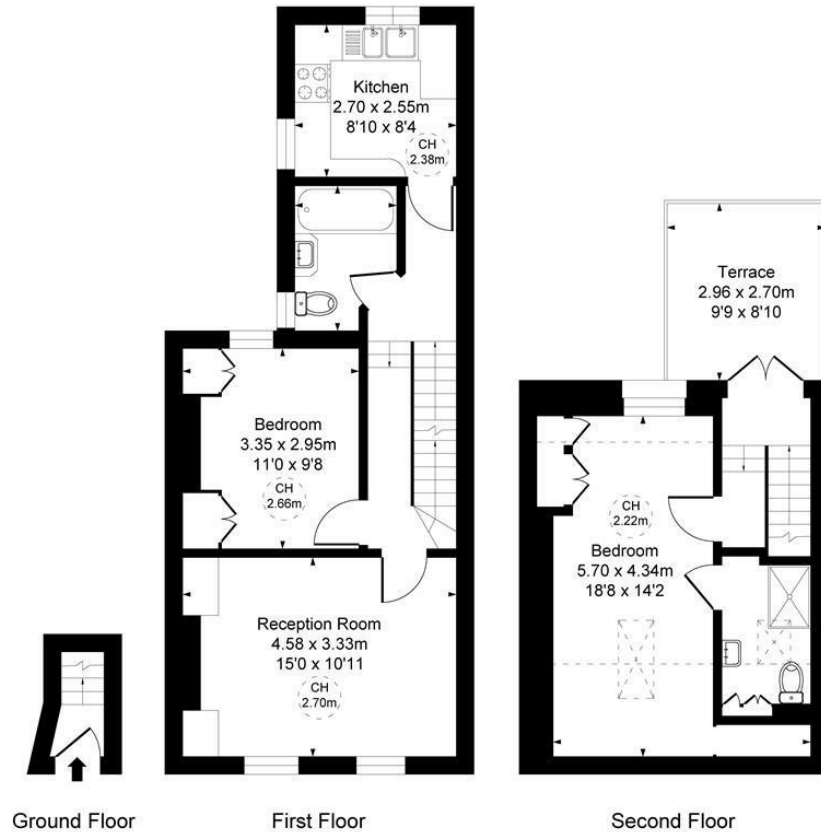 Kitchen
2.70 x 2.55m
8'10 x 8'4
CH
2.38m
Bedroom
3.35 x 2.95m
11'0 x 9'8
CH
2.66m
Reception Room
4.58 x 3.33m
15'0 x 10'11
CH
2.70m
Terrace
2.96 x 2.70m
9'9 x 8'10
CH
2.22m
Bedroom
5.70 x 4.34m
18'8 x 14'2
Ground Floor
First Floor
Second Floor